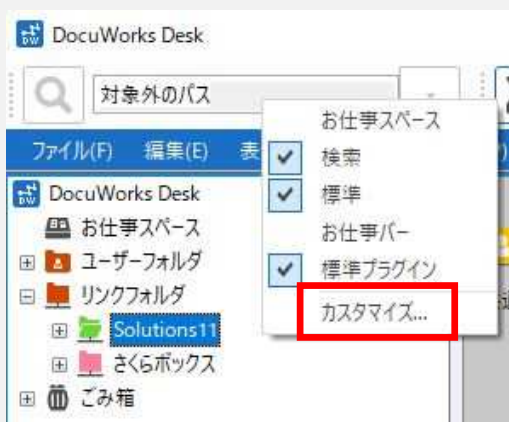 DocuWorks Desk
対象外のパス
ファイル(F) 編集(E) 表
DocuWorks Desk
お仕事スペース
ユーザーフォルダ
リンクフォルダ
Solutions11
さくらボックス
ごみ箱
お仕事スペース
検索
標準
お仕事バー
標準プラグイン
カスタマイズ...